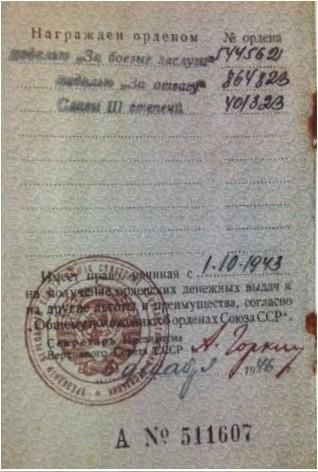 Награжден орденом № ордена
медалью „За боевые заслуги" 544562
медалью „За отвагу" 864823
Славы III степени 401323
Имеет право, начиная с 1.10-1943
на получение орденских денежных выдач и
на другие льготы и преимущества, согласно
"Общему положению об орденах Союза ССР".
Секретарь Президиума
Верховного Совета СССР А. Горкин
6 1946
А № 511607